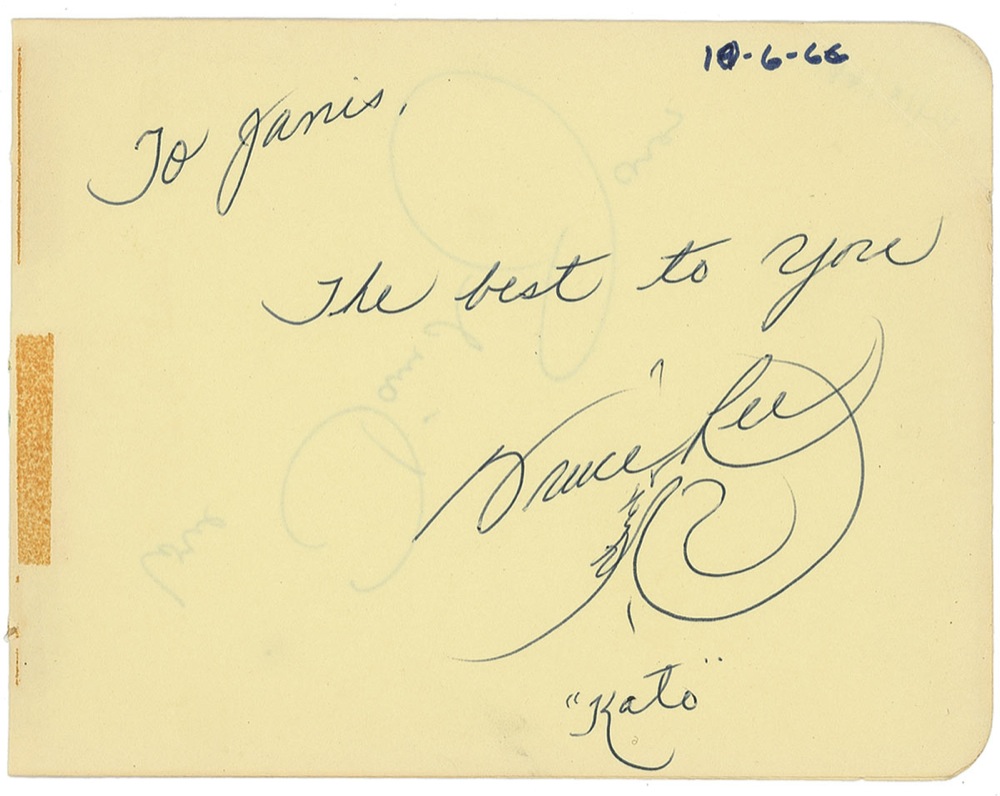 10-6-66
To Janis,
The best to you
Bruce Lee
"Kato"